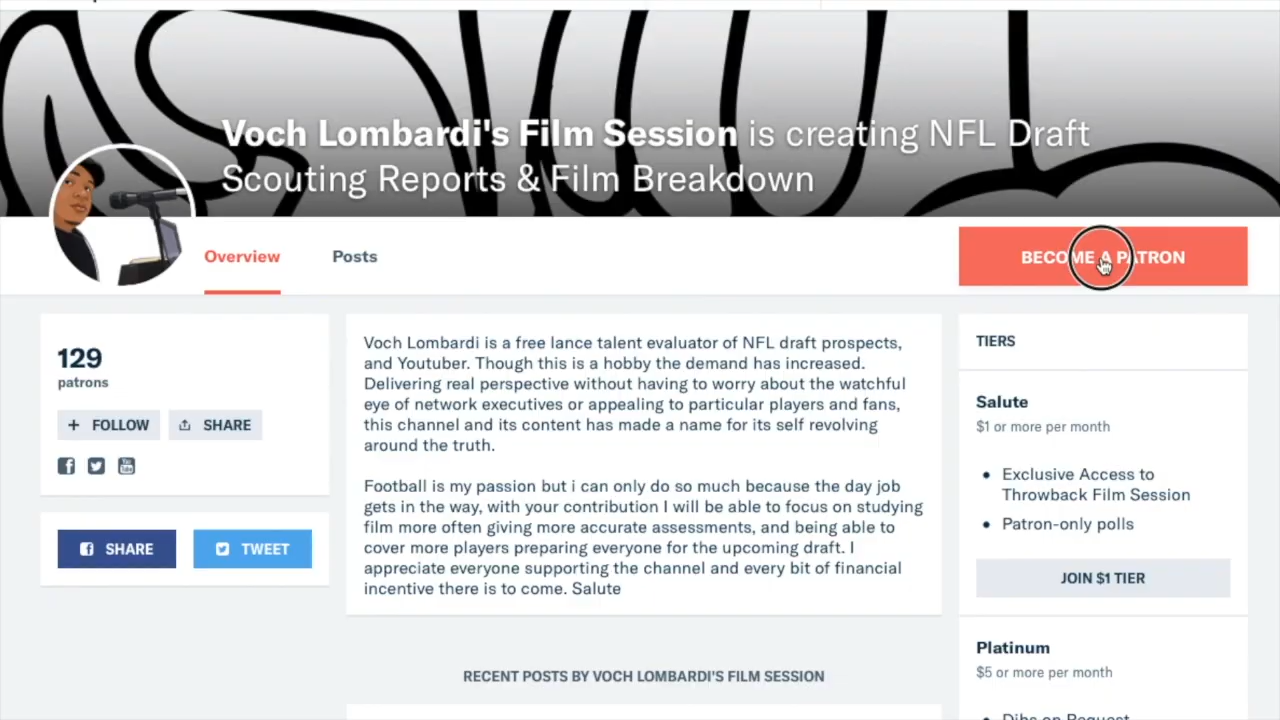 Voch Lombardi's Film Session is creating NFL Draft
Scouting Reports & Film Breakdown
Overview
Posts
BECOME A PATRON
129
patrons
+ FOLLOW
SHARE
SHARE
TWEET
Voch Lombardi is a free lance talent evaluator of NFL draft prospects,
and Youtuber. Though this is a hobby the demand has increased.
Delivering real perspective without having to worry about the watchful
eye of network executives or appealing to particular players and fans,
this channel and its content has made a name for its self revolving
around the truth.
Football is my passion but i can only do so much because the day job
gets in the way, with your contribution I will be able to focus on studying
film more often giving more accurate assessments, and being able to
cover more players preparing everyone for the upcoming draft. I
appreciate everyone supporting the channel and every bit of financial
incentive there is to come. Salute
RECENT POSTS BY VOCH LOMBARDI'S FILM SESSION
TIERS
Salute
$1 or more per month
• Exclusive Access to
Throwback Film Session
• Patron-only polls
JOIN $1 TIER
Platinum
$5 or more per month
• Dibs on Request